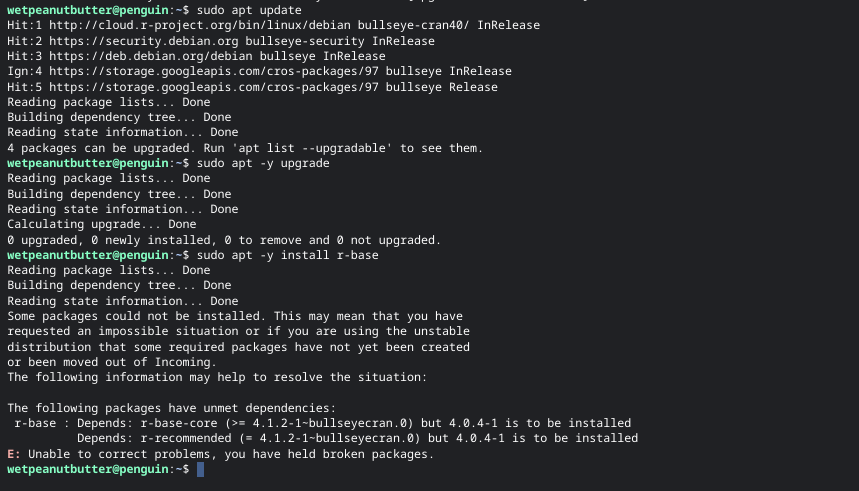 wetpeanutbutter@penguin:~$ sudo apt update
Hit:1 http://cloud.r-project.org/bin/linux/debian bullseye-cran40/ InRelease
Hit:2 https://security.debian.org bullseye-security InRelease
Hit:3 https://deb.debian.org/debian bullseye InRelease
Ign:4 https://storage.googleapis.com/cros-packages/97 bullseye InRelease
Hit:5 https://storage.googleapis.com/cros-packages/97 bullseye Release
Reading package lists... Done
Building dependency tree... Done
Reading state information... Done
4 packages can be upgraded. Run 'apt list --upgradable' to see them.
wetpeanutbutter@penguin:~$ sudo apt -y upgrade
Reading package lists... Done
Building dependency tree... Done
Reading state information... Done
Calculating upgrade... Done
0 upgraded, 0 newly installed, 0 to remove and 0 not upgraded.
wetpeanutbutter@penguin:~$ sudo apt -y install r-base
Reading package lists... Done
Building dependency tree... Done
Reading state information... Done
Some packages could not be installed. This may mean that you have
requested an impossible situation or if you are using the unstable
distribution that some required packages have not yet been created
or been moved out of Incoming.
The following information may help to resolve the situation:

The following packages have unmet dependencies:
 r-base : Depends: r-base-core (>= 4.1.2-1~bullseyecran.0) but 4.0.4-1 is to be installed
          Depends: r-recommended (= 4.1.2-1~bullseyecran.0) but 4.0.4-1 is to be installed
E: Unable to correct problems, you have held broken packages.
wetpeanutbutter@penguin:~$